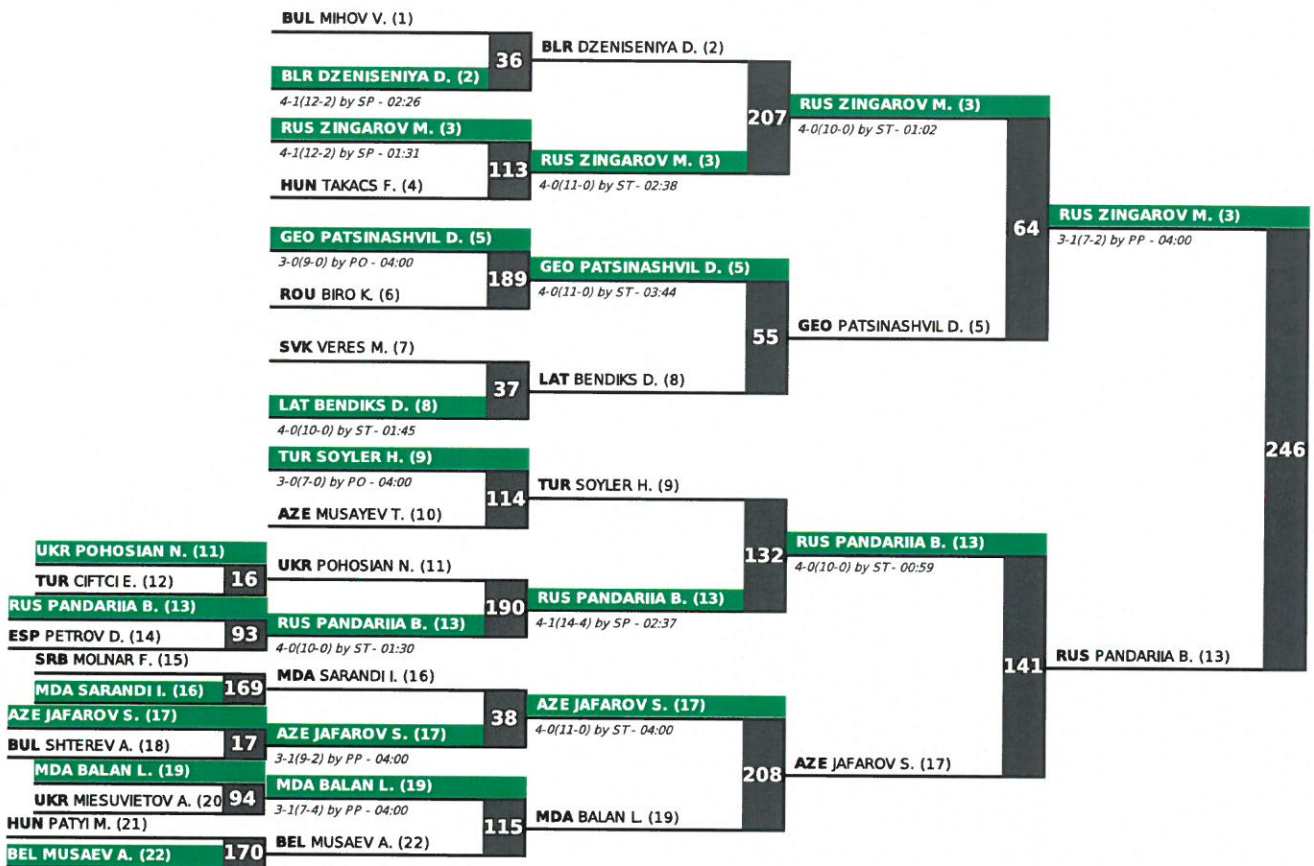 BUL MIHOV V. (1)
36
BLR DZENISENIYA D. (2)
4-1(12-2) by SP - 02:26
RUS ZINGAROV M. (3)
4-1(12-2) by SP - 01:31
113
HUN TAKACS F. (4)
GEO PATSINASHVIL D. (5)
3-0(9-0) by PO - 04:00
189
ROU BIRO K. (6)
SVK VERES M. (7)
37
LAT BENDIKS D. (8)
4-0(10-0) by ST - 01:45
TUR SOYLER H. (9)
3-0(7-0) by PO - 04:00
114
AZE MUSAYEV T. (10)
UKR POHOSIAN N. (11)
TUR CIFTCI E. (12)
16
RUS PANDARIIA B. (13)
ESP PETROV D. (14)
93
SRB MOLNAR F. (15)
MDA SARANDI I. (16)
169
AZE JAFAROV S. (17)
BUL SHTEREV A. (18)
17
MDA BALAN L. (19)
UKR MIESUVIETOV A. (20
94
HUN PATYI M. (21)
BEL MUSAEV A. (22)
170
UKR POHOSIAN N. (11)
190
RUS PANDARIIA B. (13)
4-0(10-0) by ST - 01:30
MDA SARANDI I. (16)
38
AZE JAFAROV S. (17)
3-1(9-2) by PP - 04:00
MDA BALAN L. (19)
3-1(7-4) by PP - 04:00
115
BEL MUSAEV A. (22)
BLR DZENISENIYA D. (2)
207
RUS ZINGAROV M. (3)
4-0(11-0) by ST - 02:38
GEO PATSINASHVIL D. (5)
4-0(11-0) by ST - 03:44
55
LAT BENDIKS D. (8)
TUR SOYLER H. (9)
132
RUS PANDARIIA B. (13)
4-1(14-4) by SP - 02:37
AZE JAFAROV S. (17)
4-0(11-0) by ST - 04:00
208
MDA BALAN L. (19)
RUS ZINGAROV M. (3)
4-0(10-0) by ST - 01:02
64
GEO PATSINASHVIL D. (5)
RUS PANDARIIA B. (13)
4-0(10-0) by ST - 00:59
141
AZE JAFAROV S. (17)
RUS ZINGAROV M. (3)
3-1(7-2) by PP - 04:00
246
RUS PANDARIIA B. (13)